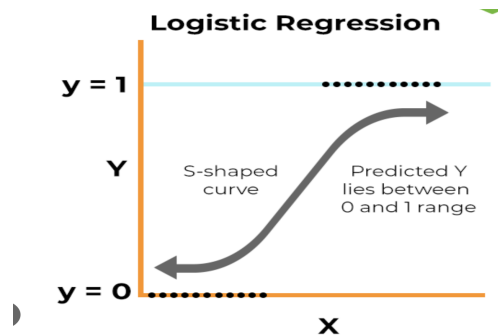 Logistic Regression
y = 1
Y
S-shaped
curve
Predicted Y
lies between
0 and 1 range
y = 0
X